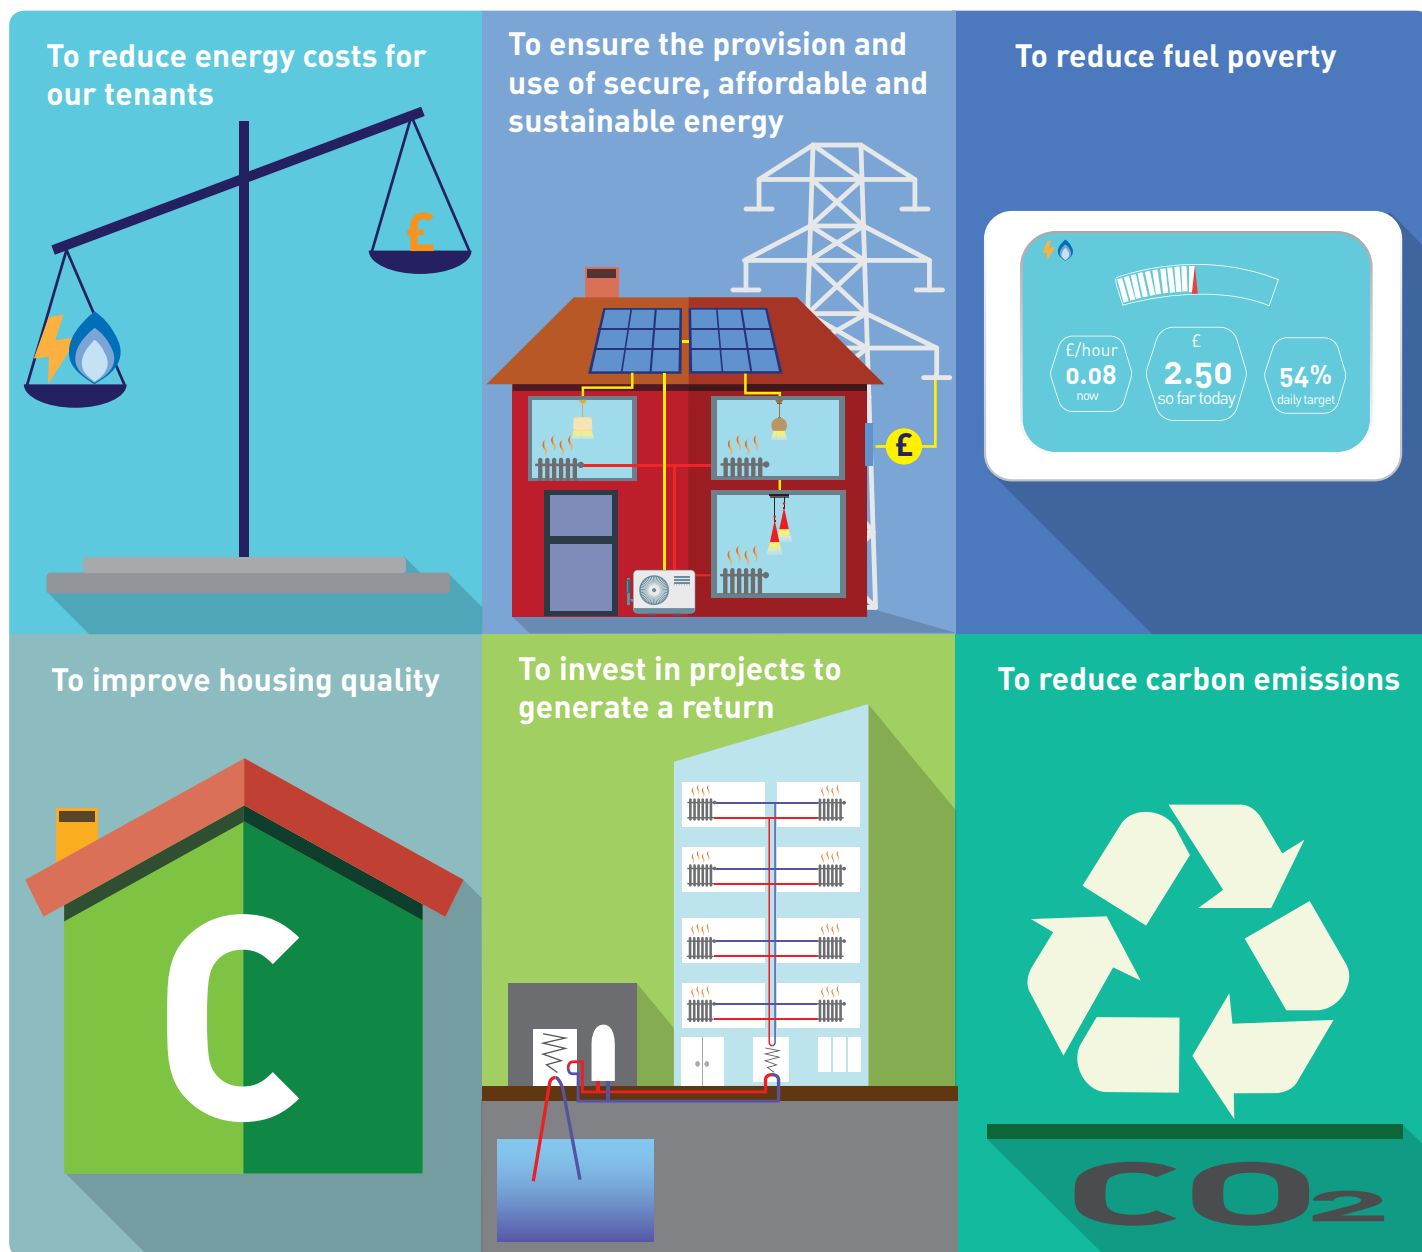 To reduce energy costs for
our tenants
£
To ensure the provision and
use of secure, affordable and
sustainable energy
£
To reduce fuel poverty
£/hour
0.08
now
£
2.50
so far today
54%
daily target
To improve housing quality
C
To invest in projects to
generate a return
To reduce carbon emissions
CO2